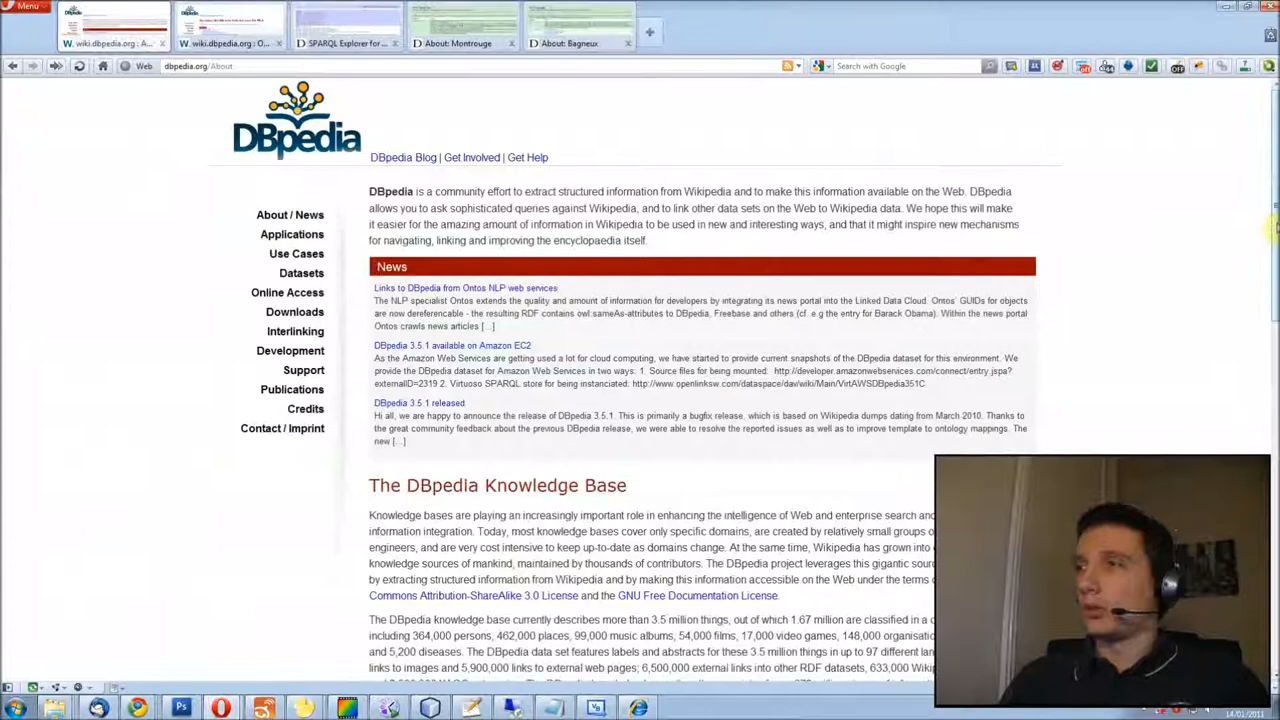 Menu
wiki.dbpedia.org : A...
wiki.dbpedia.org : O...
SPARQL Explorer for ...
About: Montrouge
About: Bagneux
Web
dbpedia.org/About
Search with Google
DBpedia
DBpedia Blog | Get Involved | Get Help
DBpedia is a community effort to extract structured information from Wikipedia and to make this information available on the Web. DBpedia
allows you to ask sophisticated queries against Wikipedia, and to link other data sets on the Web to Wikipedia data. We hope this will make
it easier for the amazing amount of information in Wikipedia to be used in new and interesting ways, and that it might inspire new mechanisms
for navigating, linking and improving the encyclopaedia itself.
About / News
Applications
Use Cases
Datasets
Online Access
Downloads
Interlinking
Development
Support
Publications
Credits
Contact / Imprint
News
Links to DBpedia from Ontos NLP web services
The NLP specialist Ontos extends the quality and amount of information for developers by integrating its news portal into the Linked Data Cloud. Ontos' GUIDs for objects
are now dereferencable - the resulting RDF contains owl:sameAs-attributes to DBpedia, Freebase and others (cf. e.g the entry for Barack Obama). Within the news portal
Ontos crawls news articles [...]
DBpedia 3.5.1 available on Amazon EC2
As the Amazon Web Services are getting used a lot for cloud computing, we have started to provide current snapshots of the DBpedia dataset for this environment. We
provide the DBpedia dataset for Amazon Web Services in two ways: 1. Source files for being mounted: http://developer.amazonwebservices.com/connect/entry.jspa?
externalID=2319 2. Virtuoso SPARQL store for being instanciated: http://www.openlinksw.com/dataspace/dav/wiki/Main/VirtAWSDBpedia351C
DBpedia 3.5.1 released
Hi all, we are happy to announce the release of DBpedia 3.5.1. This is primarily a bugfix release, which is based on Wikipedia dumps dating from March 2010. Thanks to
the great community feedback about the previous DBpedia release, we were able to resolve the reported issues as well as to improve template to ontology mappings. The
new [...]
The DBpedia Knowledge Base
Knowledge bases are playing an increasingly important role in enhancing the intelligence of Web and enterprise search and
information integration. Today, most knowledge bases cover only specific domains, are created by relatively small groups o
engineers, and are very cost intensive to keep up-to-date as domains change. At the same time, Wikipedia has grown into
knowledge sources of mankind, maintained by thousands of contributors. The DBpedia project leverages this gigantic sour
by extracting structured information from Wikipedia and by making this information accessible on the Web under the terms
Commons Attribution-ShareAlike 3.0 License and the GNU Free Documentation License.
The DBpedia knowledge base currently describes more than 3.5 million things, out of which 1.67 million are classified in a c
including 364,000 persons, 462,000 places, 99,000 music albums, 54,000 films, 17,000 video games, 148,000 organisatio
and 5,200 diseases. The DBpedia data set features labels and abstracts for these 3.5 million things in up to 97 different lan
links to images and 5,900,000 links to external web pages; 6,500,000 external links into other RDF datasets, 633,000 Wikip
14/01/2011